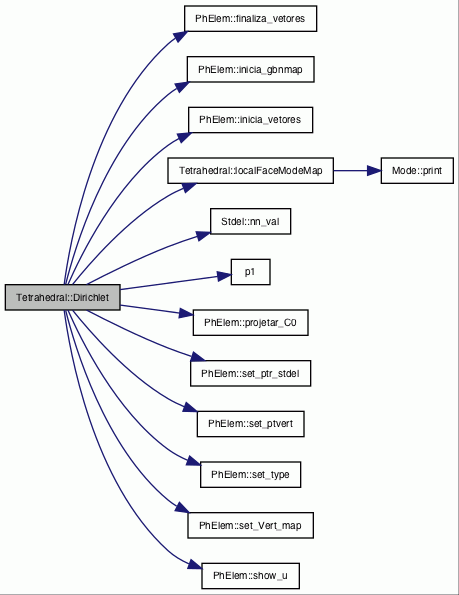 PhElem::finaliza_vetores
PhElem::inicia_gbnmap
PhElem::inicia_vetores
Tetrahedral::localFaceModeMap
Mode::print
Stdel::nn_val
p1
Tetrahedral::Dirichlet
PhElem::projetar_C0
PhElem::set_ptr_stdel
PhElem::set_ptvert
PhElem::set_type
PhElem::set_Vert_map
PhElem::show_u